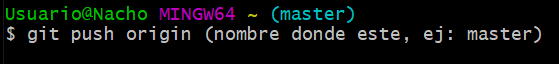 Usuario@Nacho MINGW64 ~ (master)
$ git push origin (nombre donde este, ej: master)